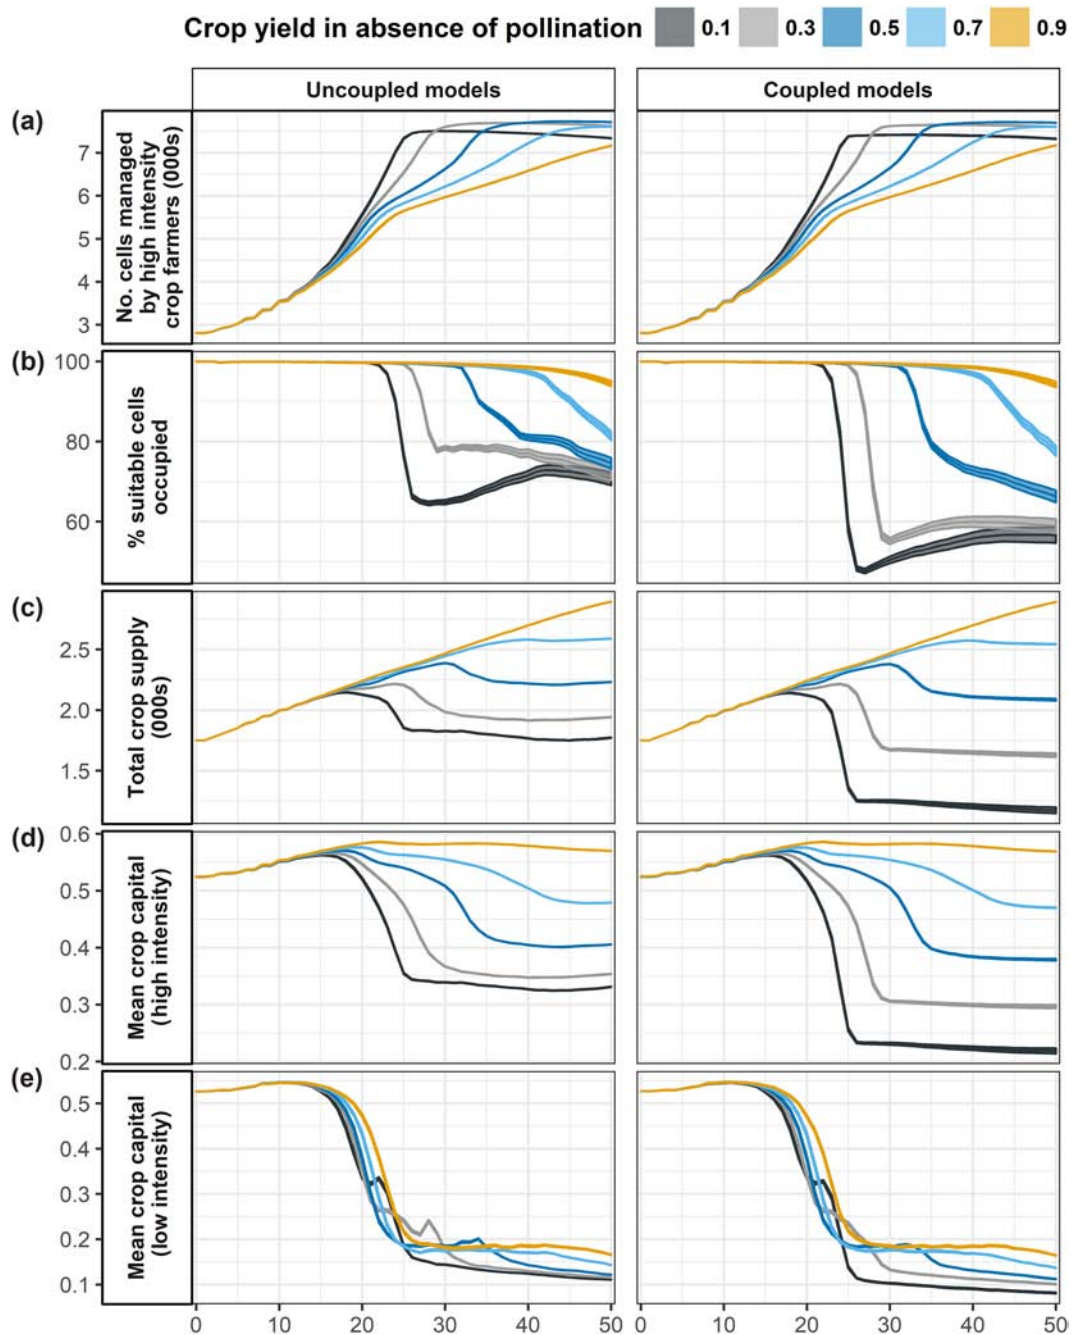 Crop yield in absence of pollination 0.1 0.3 0.5 0.7 0.9
Uncoupled models Coupled models
(a)
No. cells managed
by high intensity
crop farmers (000s)
7
6
5
4
3
(b)
% suitable cells
occupied
100
80
60
(c)
Total crop supply
(000s)
2.5
2.0
1.5
(d)
Mean crop capital
(high intensity)
0.6
0.5
0.4
0.3
0.2
(e)
Mean crop capital
(low intensity)
0.5
0.4
0.3
0.2
0.1
0 10 20 30 40 50 0 10 20 30 40 50